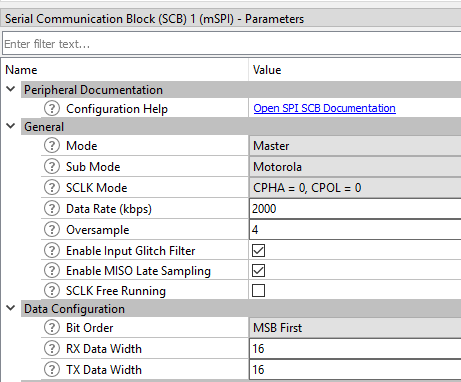 Serial Communication Block (SCB) 1 (mSPI) - Parameters
Enter filter text...
Name Value
Peripheral Documentation
? Configuration Help Open SPI SCB Documentation
General
? Mode Master
? Sub Mode Motorola
? SCLK Mode CPHA = 0, CPOL = 0
? Data Rate (kbps) 2000
? Oversample 4
? Enable Input Glitch Filter
? Enable MISO Late Sampling
? SCLK Free Running
Data Configuration
? Bit Order MSB First
? RX Data Width 16
? TX Data Width 16